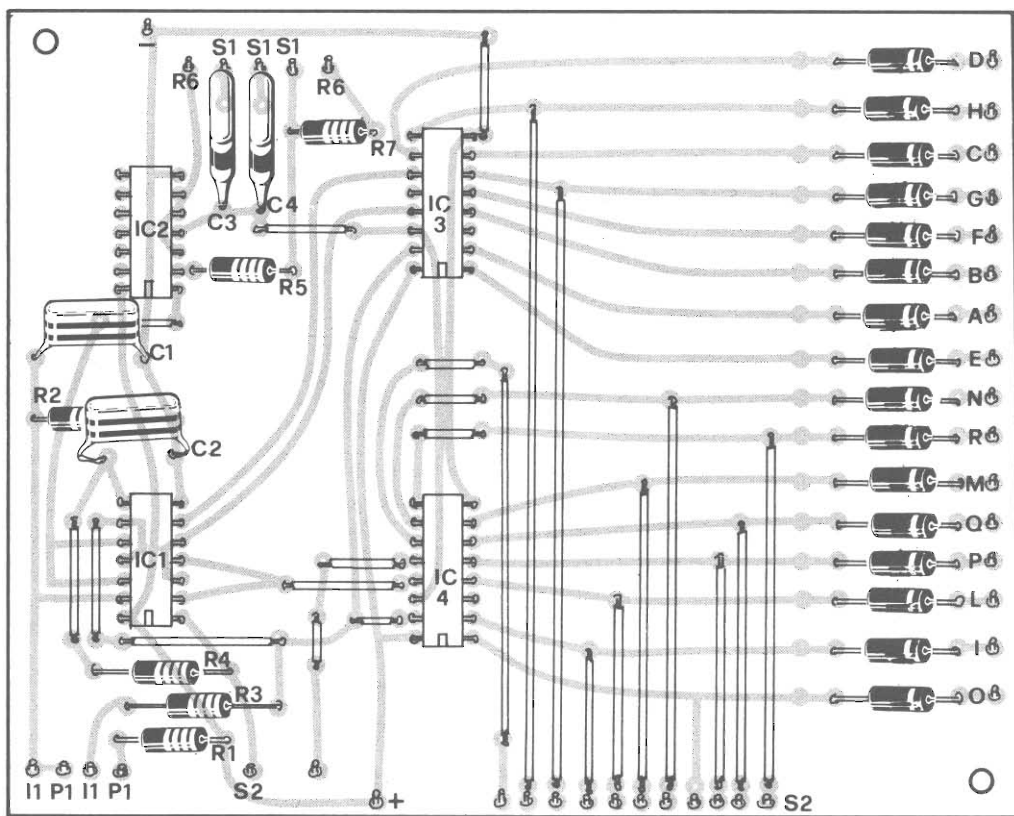 −
S1 S1 S1
R6 R6
D
H
R7
C
C3 C4
IC
3
G
F
IC2
B
R5
A
C1
E
R2
N
C2
R
M
Q
IC1
IC
4
P
L
R4
I
R3
O
R1
I1 P1 I1 P1 S2 + S2